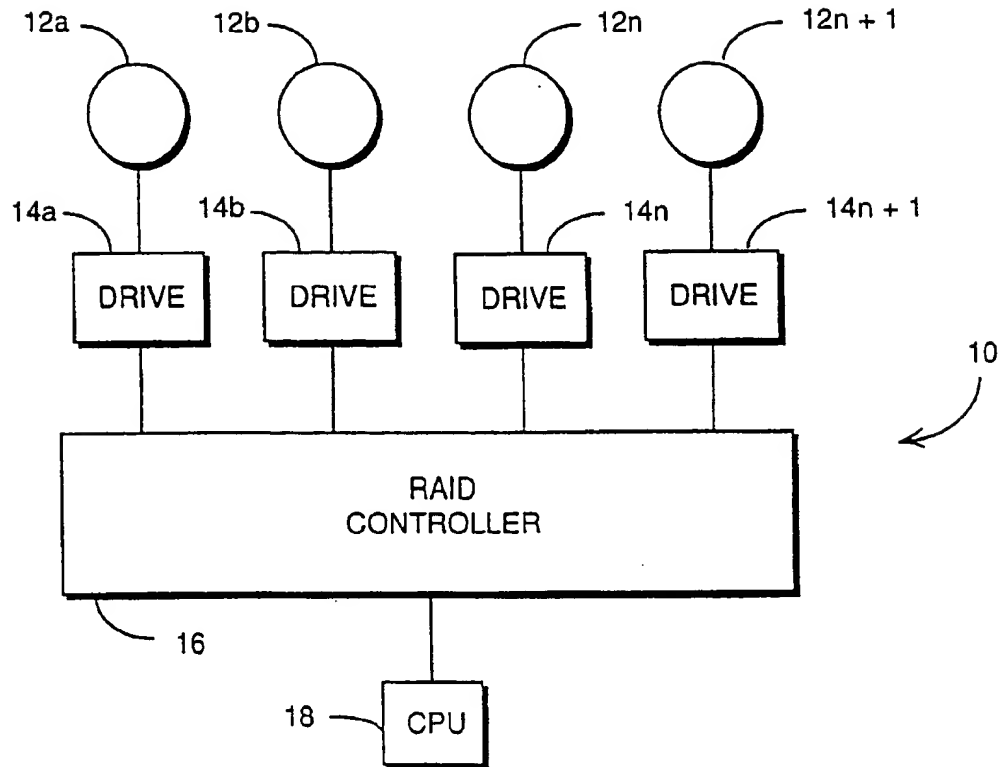 12a 12b 12n 12n + 1
14a 14b 14n 14n + 1
DRIVE DRIVE DRIVE DRIVE
10
RAID
CONTROLLER
16
18 CPU